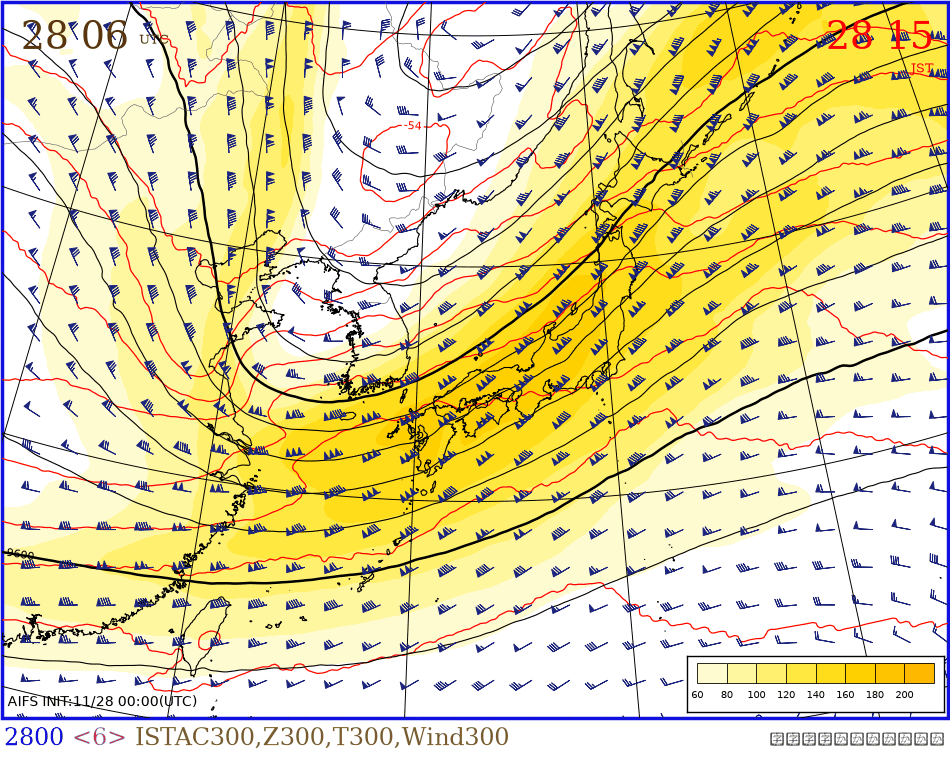 28 06 UTC
28 15
IST
-54
9600
AIFS INIT:11/28 00:00(UTC)
60 80 100 120 140 160 180 200
2800 <6> ISTAC300,Z300,T300,Wind300